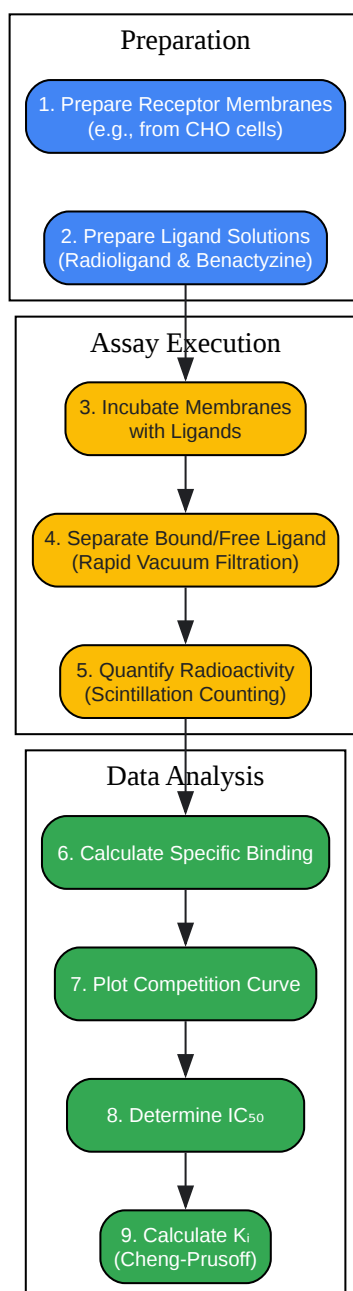 Preparation
1. Prepare Receptor Membranes
(e.g., from CHO cells)
2. Prepare Ligand Solutions
(Radioligand & Benactyzine)
Assay Execution
3. Incubate Membranes
with Ligands
4. Separate Bound/Free Ligand
(Rapid Vacuum Filtration)
5. Quantify Radioactivity
(Scintillation Counting)
Data Analysis
6. Calculate Specific Binding
7. Plot Competition Curve
8. Determine IC₅₀
9. Calculate Kᵢ
(Cheng-Prusoff)